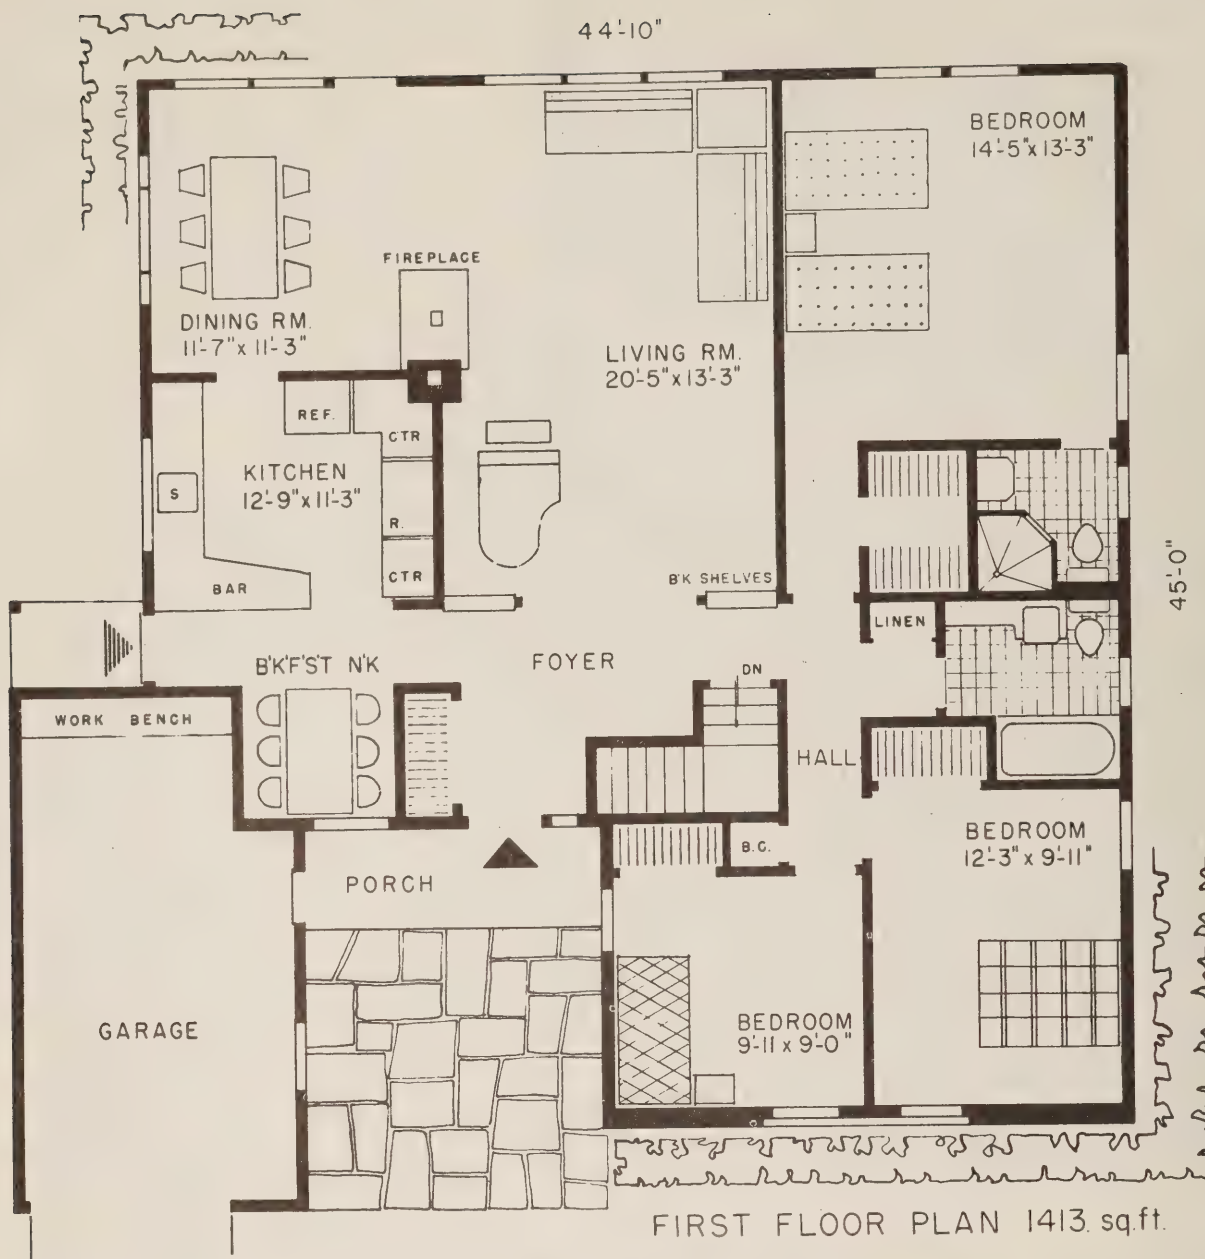 44'-10"
BEDROOM
14'-5"x13'-3"
FIREPLACE
DINING RM.
11'-7"x 11'-3"
LIVING RM.
20'-5"x13'-3"
REF.
CTR
KITCHEN
12'-9"x11'-3"
S
R.
CTR
BAR
B'K SHELVES
45'-0"
LINEN
B'K'F'ST N'K
FOYER
DN
WORK BENCH
HALL
BEDROOM
12'-3"x 9'-11"
B.C.
PORCH
GARAGE
BEDROOM
9'-11 x 9'-0"
FIRST FLOOR PLAN 1413. sq.ft.